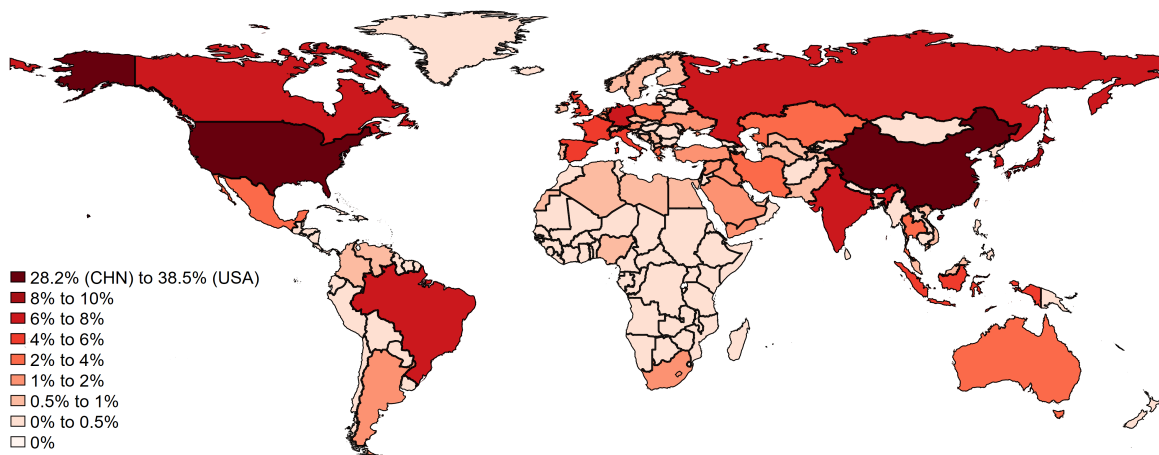 28.2% (CHN) to 38.5% (USA)
8% to 10%
6% to 8%
4% to 6%
2% to 4%
1% to 2%
0.5% to 1%
0% to 0.5%
0%